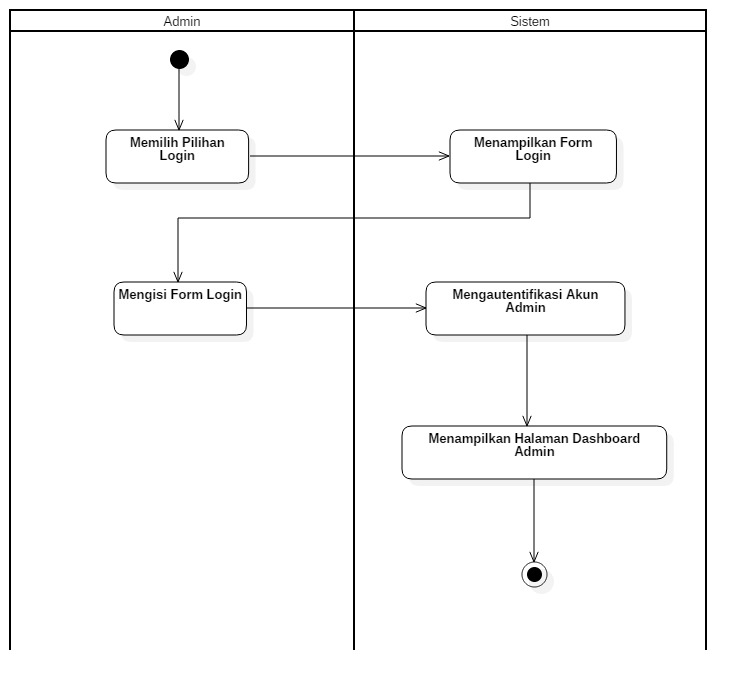 Admin
Sistem
Memilih Pilihan
Login
Menampilkan Form
Login
Mengisi Form Login
Mengautentifikasi Akun
Admin
Menampilkan Halaman Dashboard
Admin